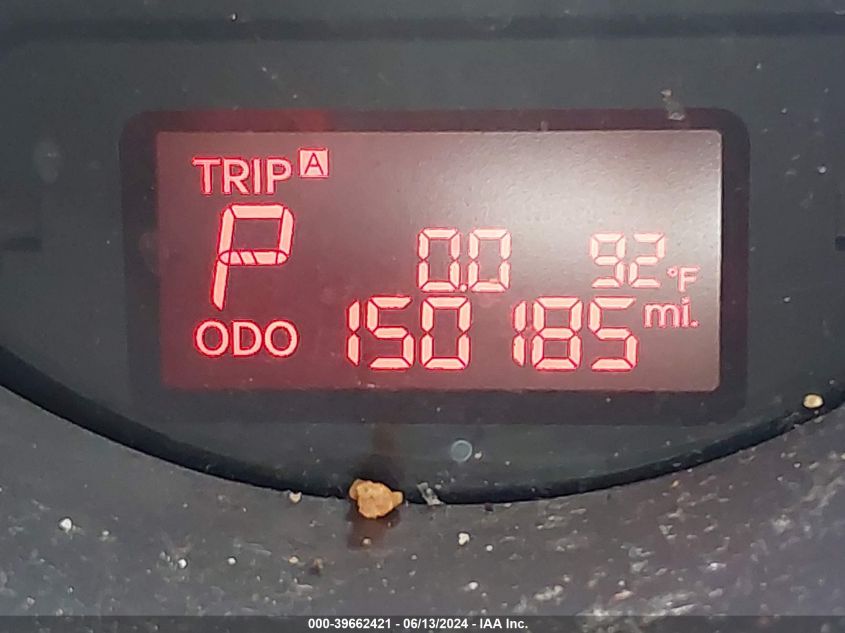 TRIP A
P 0.0 92 °F
ODO 150185 mi.
000-39662421 - 06/13/2024 - IAA Inc.